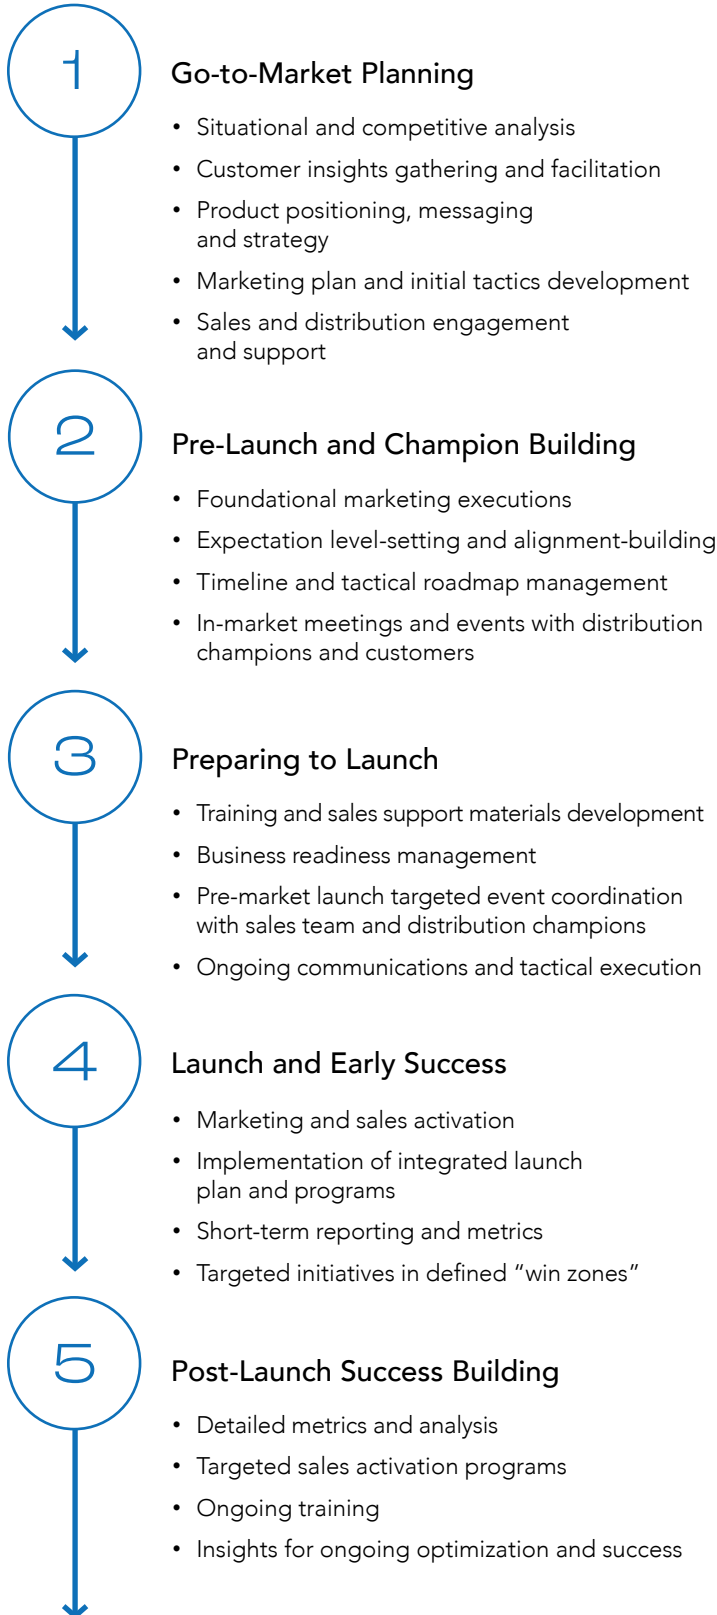 1
Go-to-Market Planning
• Situational and competitive analysis
• Customer insights gathering and facilitation
• Product positioning, messaging
and strategy
• Marketing plan and initial tactics development
• Sales and distribution engagement
and support
2
Pre-Launch and Champion Building
• Foundational marketing executions
• Expectation level-setting and alignment-building
• Timeline and tactical roadmap management
• In-market meetings and events with distribution
champions and customers
3
Preparing to Launch
• Training and sales support materials development
• Business readiness management
• Pre-market launch targeted event coordination
with sales team and distribution champions
• Ongoing communications and tactical execution
4
Launch and Early Success
• Marketing and sales activation
• Implementation of integrated launch
plan and programs
• Short-term reporting and metrics
• Targeted initiatives in defined “win zones”
5
Post-Launch Success Building
• Detailed metrics and analysis
• Targeted sales activation programs
• Ongoing training
• Insights for ongoing optimization and success